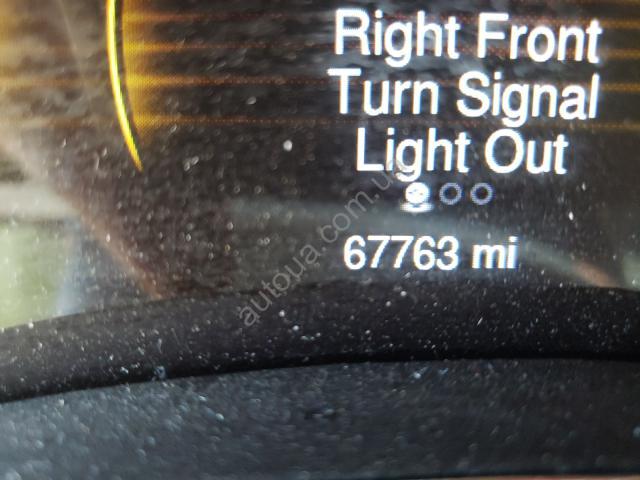 Right Front
Turn Signal
Light Out
67763 mi
autoua.com.ua